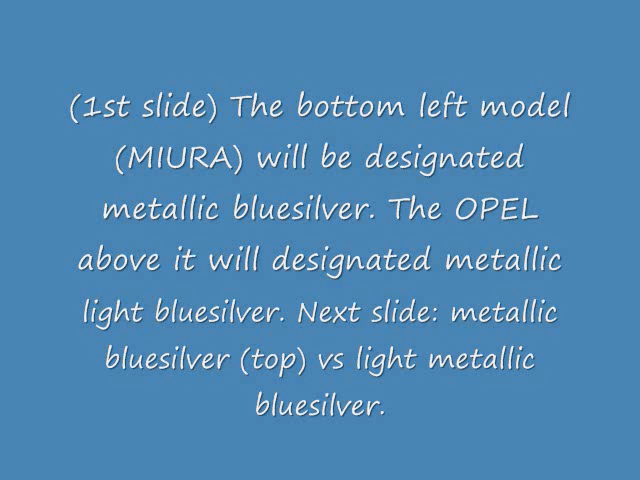 (1st slide) The bottom left model
(MIURA) will be designated
metallic bluesilver. The OPEL
above it will designated metallic
light bluesilver. Next slide: metallic
bluesilver (top) vs light metallic
bluesilver.